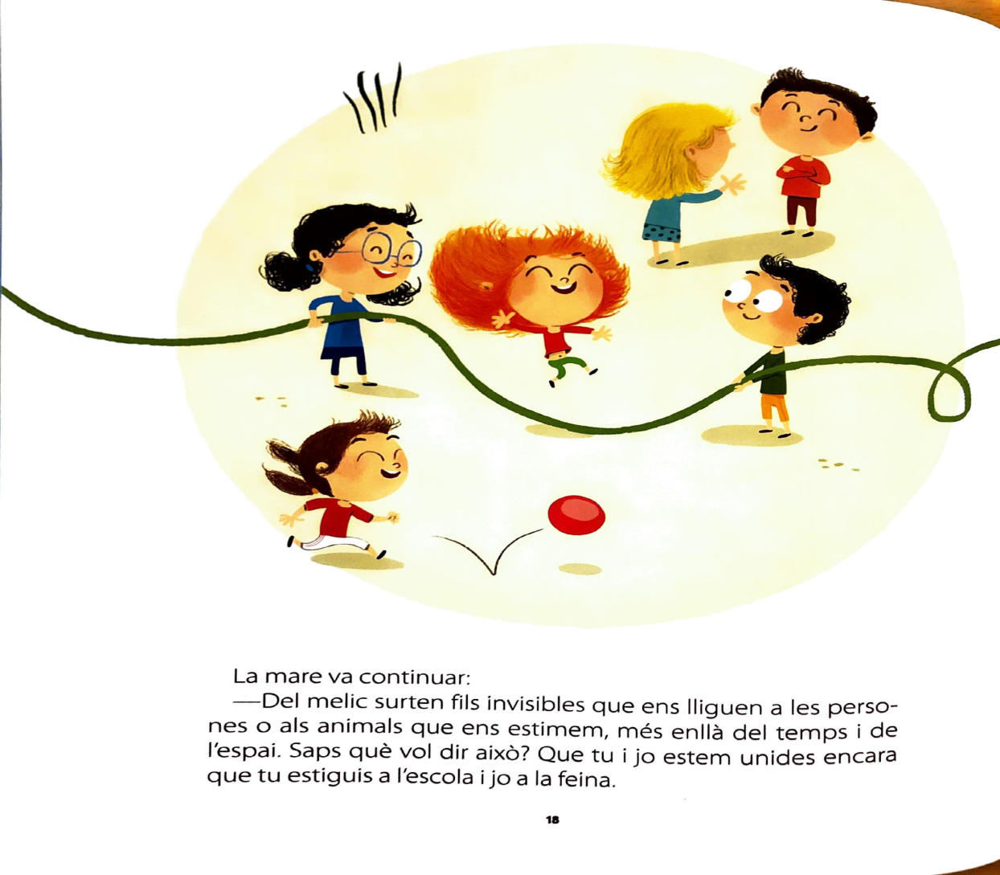 La mare va continuar:
—Del melic surten fils invisibles que ens lliguen a les perso-
nes o als animals que ens estimem, més enllà del temps i de
l'espai. Saps què vol dir això? Que tu i jo estem unides encara
que tu estiguis a l'escola i jo a la feina.
18